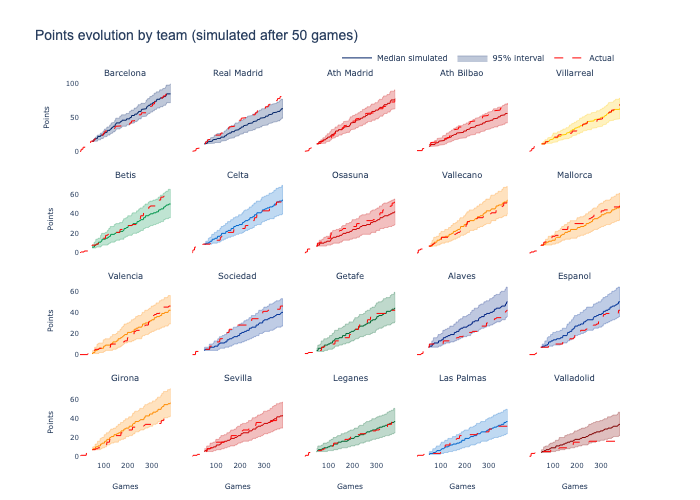 Points evolution by team (simulated after 50 games)
Median simulated 95% interval Actual
Barcelona Real Madrid Ath Madrid Ath Bilbao Villarreal
100
50
0
Points
Betis Celta Osasuna Vallecano Mallorca
60
40
20
0
Points
Valencia Sociedad Getafe Alaves Espanol
60
40
20
0
Points
Girona Sevilla Leganes Las Palmas Valladolid
60
40
20
0
Points
100 200 300 100 200 300 100 200 300 100 200 300 100 200 300
Games Games Games Games Games